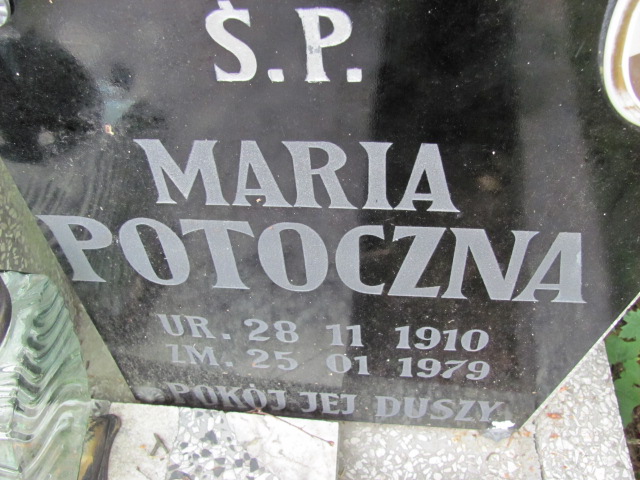 Ś.P.
MARIA
POTOCZNA
UR. 28 11 1910
ZM. 25 01 1979
POKÓJ JEJ DUSZY